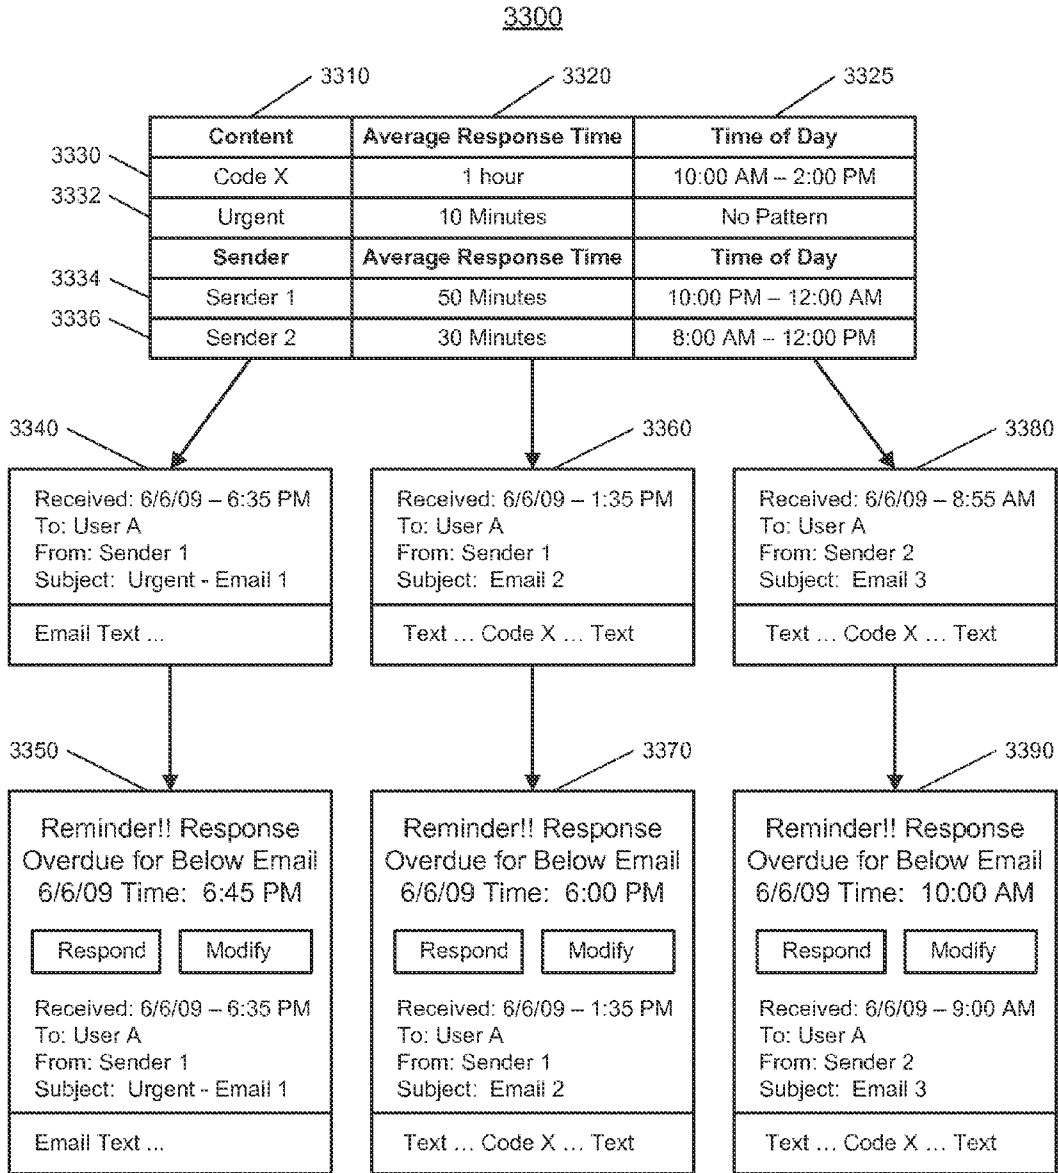 3300
3310
3320
3325
Content Average Response Time Time of Day
3330
Code X 1 hour 10:00 AM – 2:00 PM
3332
Urgent 10 Minutes No Pattern
Sender Average Response Time Time of Day
3334
Sender 1 50 Minutes 10:00 PM – 12:00 AM
3336
Sender 2 30 Minutes 8:00 AM – 12:00 PM
3340
Received: 6/6/09 – 6:35 PM
To: User A
From: Sender 1
Subject: Urgent - Email 1
Email Text ...
3360
Received: 6/6/09 – 1:35 PM
To: User A
From: Sender 1
Subject: Email 2
Text ... Code X ... Text
3380
Received: 6/6/09 – 8:55 AM
To: User A
From: Sender 2
Subject: Email 3
Text ... Code X ... Text
3350
Reminder!! Response
Overdue for Below Email
6/6/09 Time: 6:45 PM
Respond Modify
Received: 6/6/09 – 6:35 PM
To: User A
From: Sender 1
Subject: Urgent - Email 1
Email Text ...
3370
Reminder!! Response
Overdue for Below Email
6/6/09 Time: 6:00 PM
Respond Modify
Received: 6/6/09 – 1:35 PM
To: User A
From: Sender 1
Subject: Email 2
Text ... Code X ... Text
3390
Reminder!! Response
Overdue for Below Email
6/6/09 Time: 10:00 AM
Respond Modify
Received: 6/6/09 – 9:00 AM
To: User A
From: Sender 2
Subject: Email 3
Text ... Code X ... Text